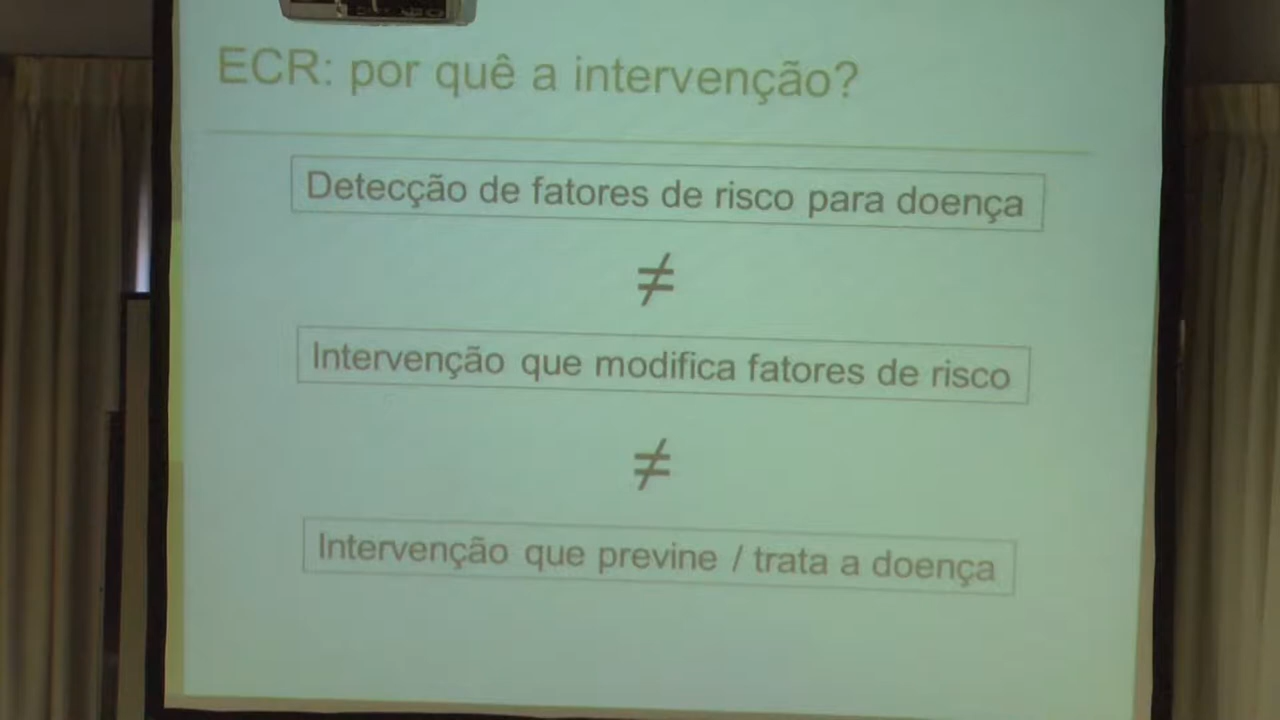 ECR: por quê a intervenção?
Detecção de fatores de risco para doença
≠
Intervenção que modifica fatores de risco
≠
Intervenção que previne / trata a doença